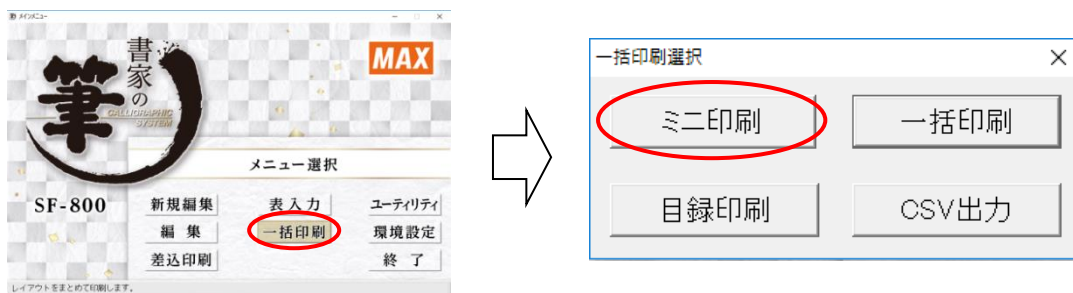 メインメニュー
書家の
筆
CALLIGRAPHIC
SYSTEM
MAX
メニュー選択
SF-800
新規編集 表入力 ユーティリティ
編集 一括印刷 環境設定
差込印刷 終了
レイアウトをまとめて印刷します。
一括印刷選択
ミニ印刷 一括印刷
目録印刷 CSV出力